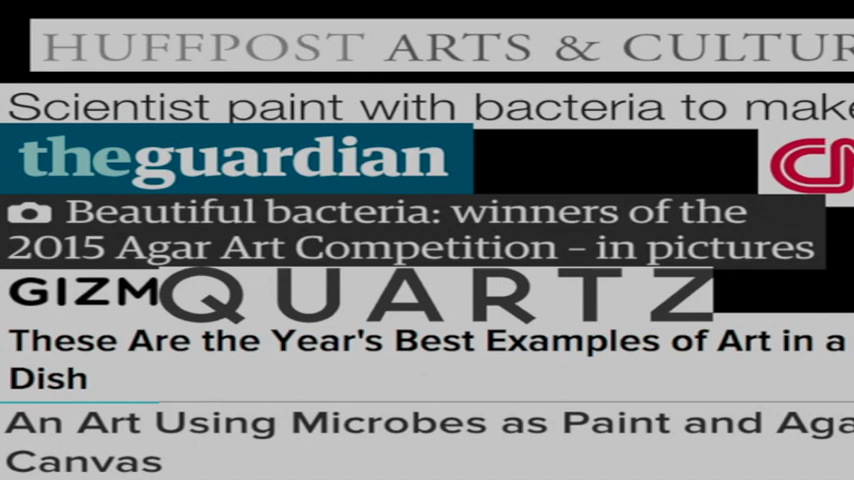 HUFFPOST ARTS & CULTUR
Scientist paint with bacteria to make
theguardian
CN
Beautiful bacteria: winners of the
2015 Agar Art Competition – in pictures
GIZM
QUARTZ
These Are the Year's Best Examples of Art in a
Dish
An Art Using Microbes as Paint and Aga
Canvas